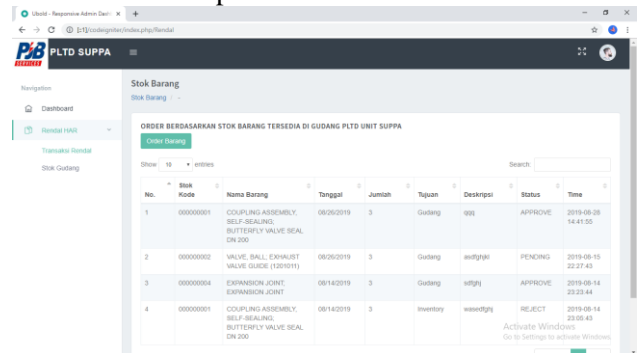 Ubold - Responsive Admin Dash
[::1]/codeigniter/index.php/Rendal
PJB
SERVICES
PLTD SUPPA
Navigation
Dashboard
Rendal HAR
Transaksi Rendal
Stok Gudang
Stok Barang
Stok Barang / -
ORDER BERDASARKAN STOK BARANG TERSEDIA DI GUDANG PLTD UNIT SUPPA
Order Barang
Show 10 entries
Search:
No. Stok Kode Nama Barang Tanggal Jumlah Tujuan Deskripsi Status Time
1 000000001 COUPLING ASSEMBLY, SELF-SEALING; BUTTERFLY VALVE SEAL DN 200 08/26/2019 3 Gudang qqq APPROVE 2019-08-26 14:41:55
2 000000002 VALVE, BALL, EXHAUST VALVE GUIDE (1201011) 08/26/2019 3 Gudang asdfghjkl PENDING 2019-08-15 22:27:43
3 000000004 EXPANSION JOINT; EXPANSION JOINT 08/14/2019 3 Gudang sdfghj APPROVE 2019-08-14 23:23:44
4 000000001 COUPLING ASSEMBLY, SELF-SEALING; BUTTERFLY VALVE SEAL DN 200 08/14/2019 3 Inventory wasedfghj REJECT 2019-08-14 23:05:43
Activate Windows
Go to Settings to activate Windows